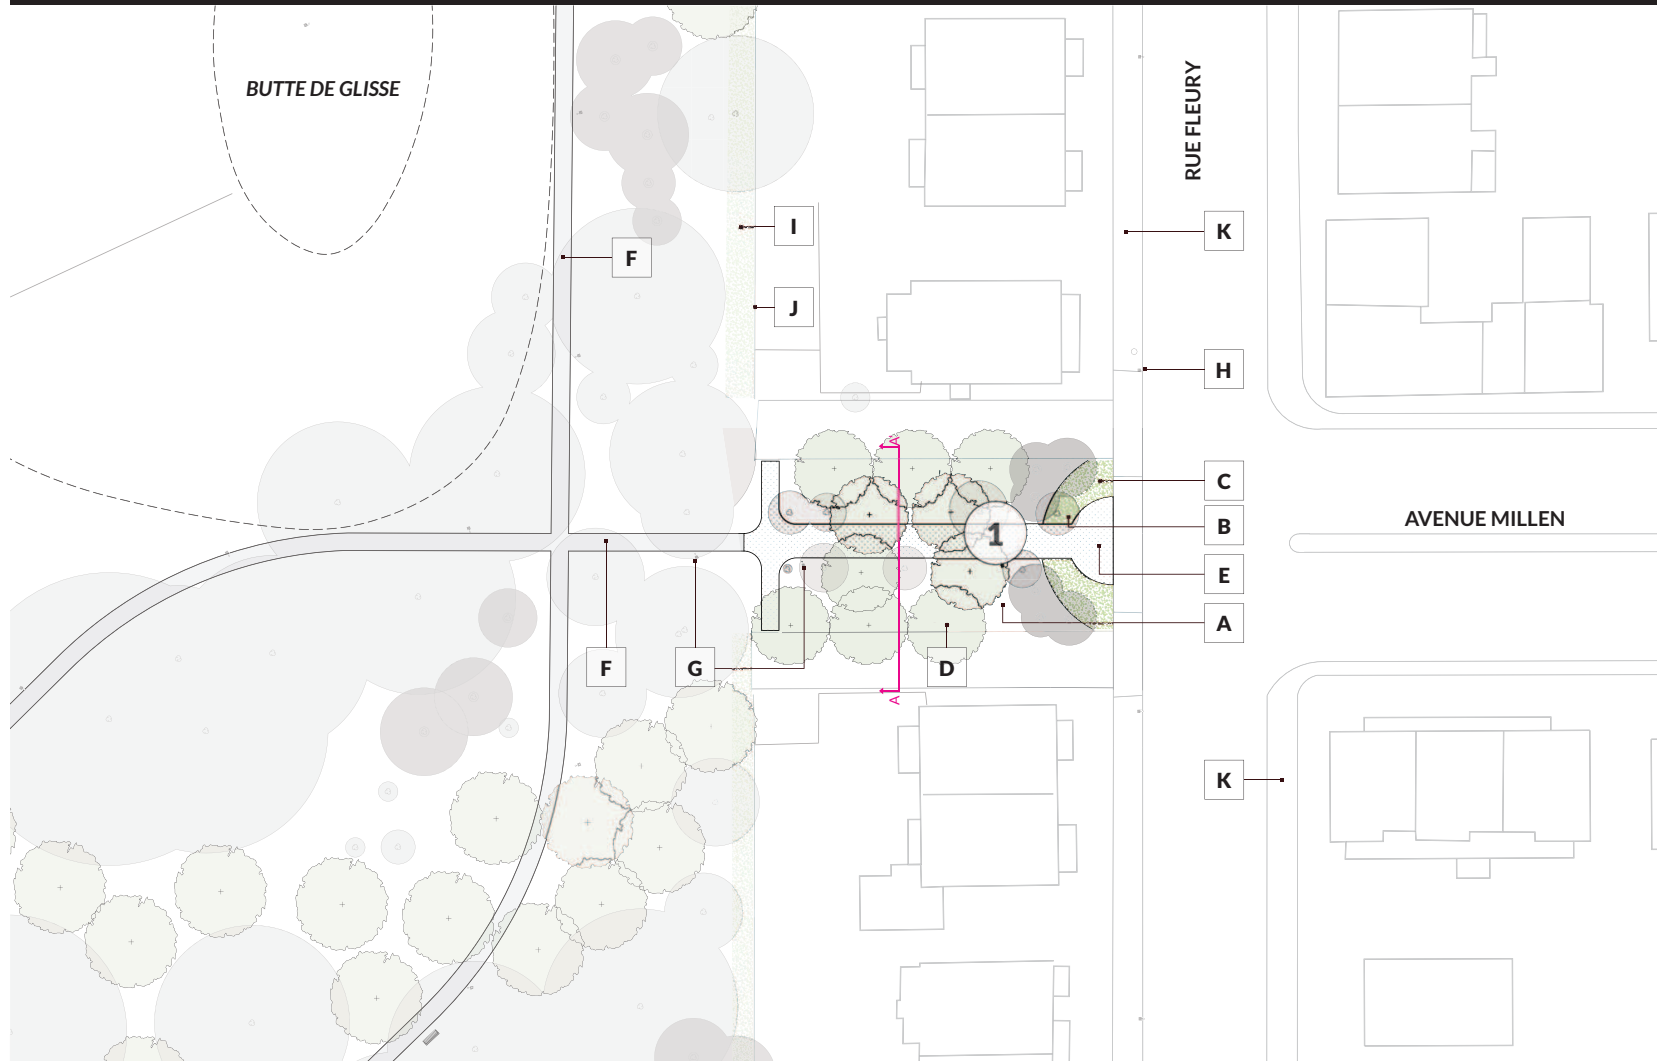 BUTTE DE GLISSE
RUE FLEURY
I
K
F
J
H
A'
C
B
1
AVENUE MILLEN
E
A
F
G
D
A
K